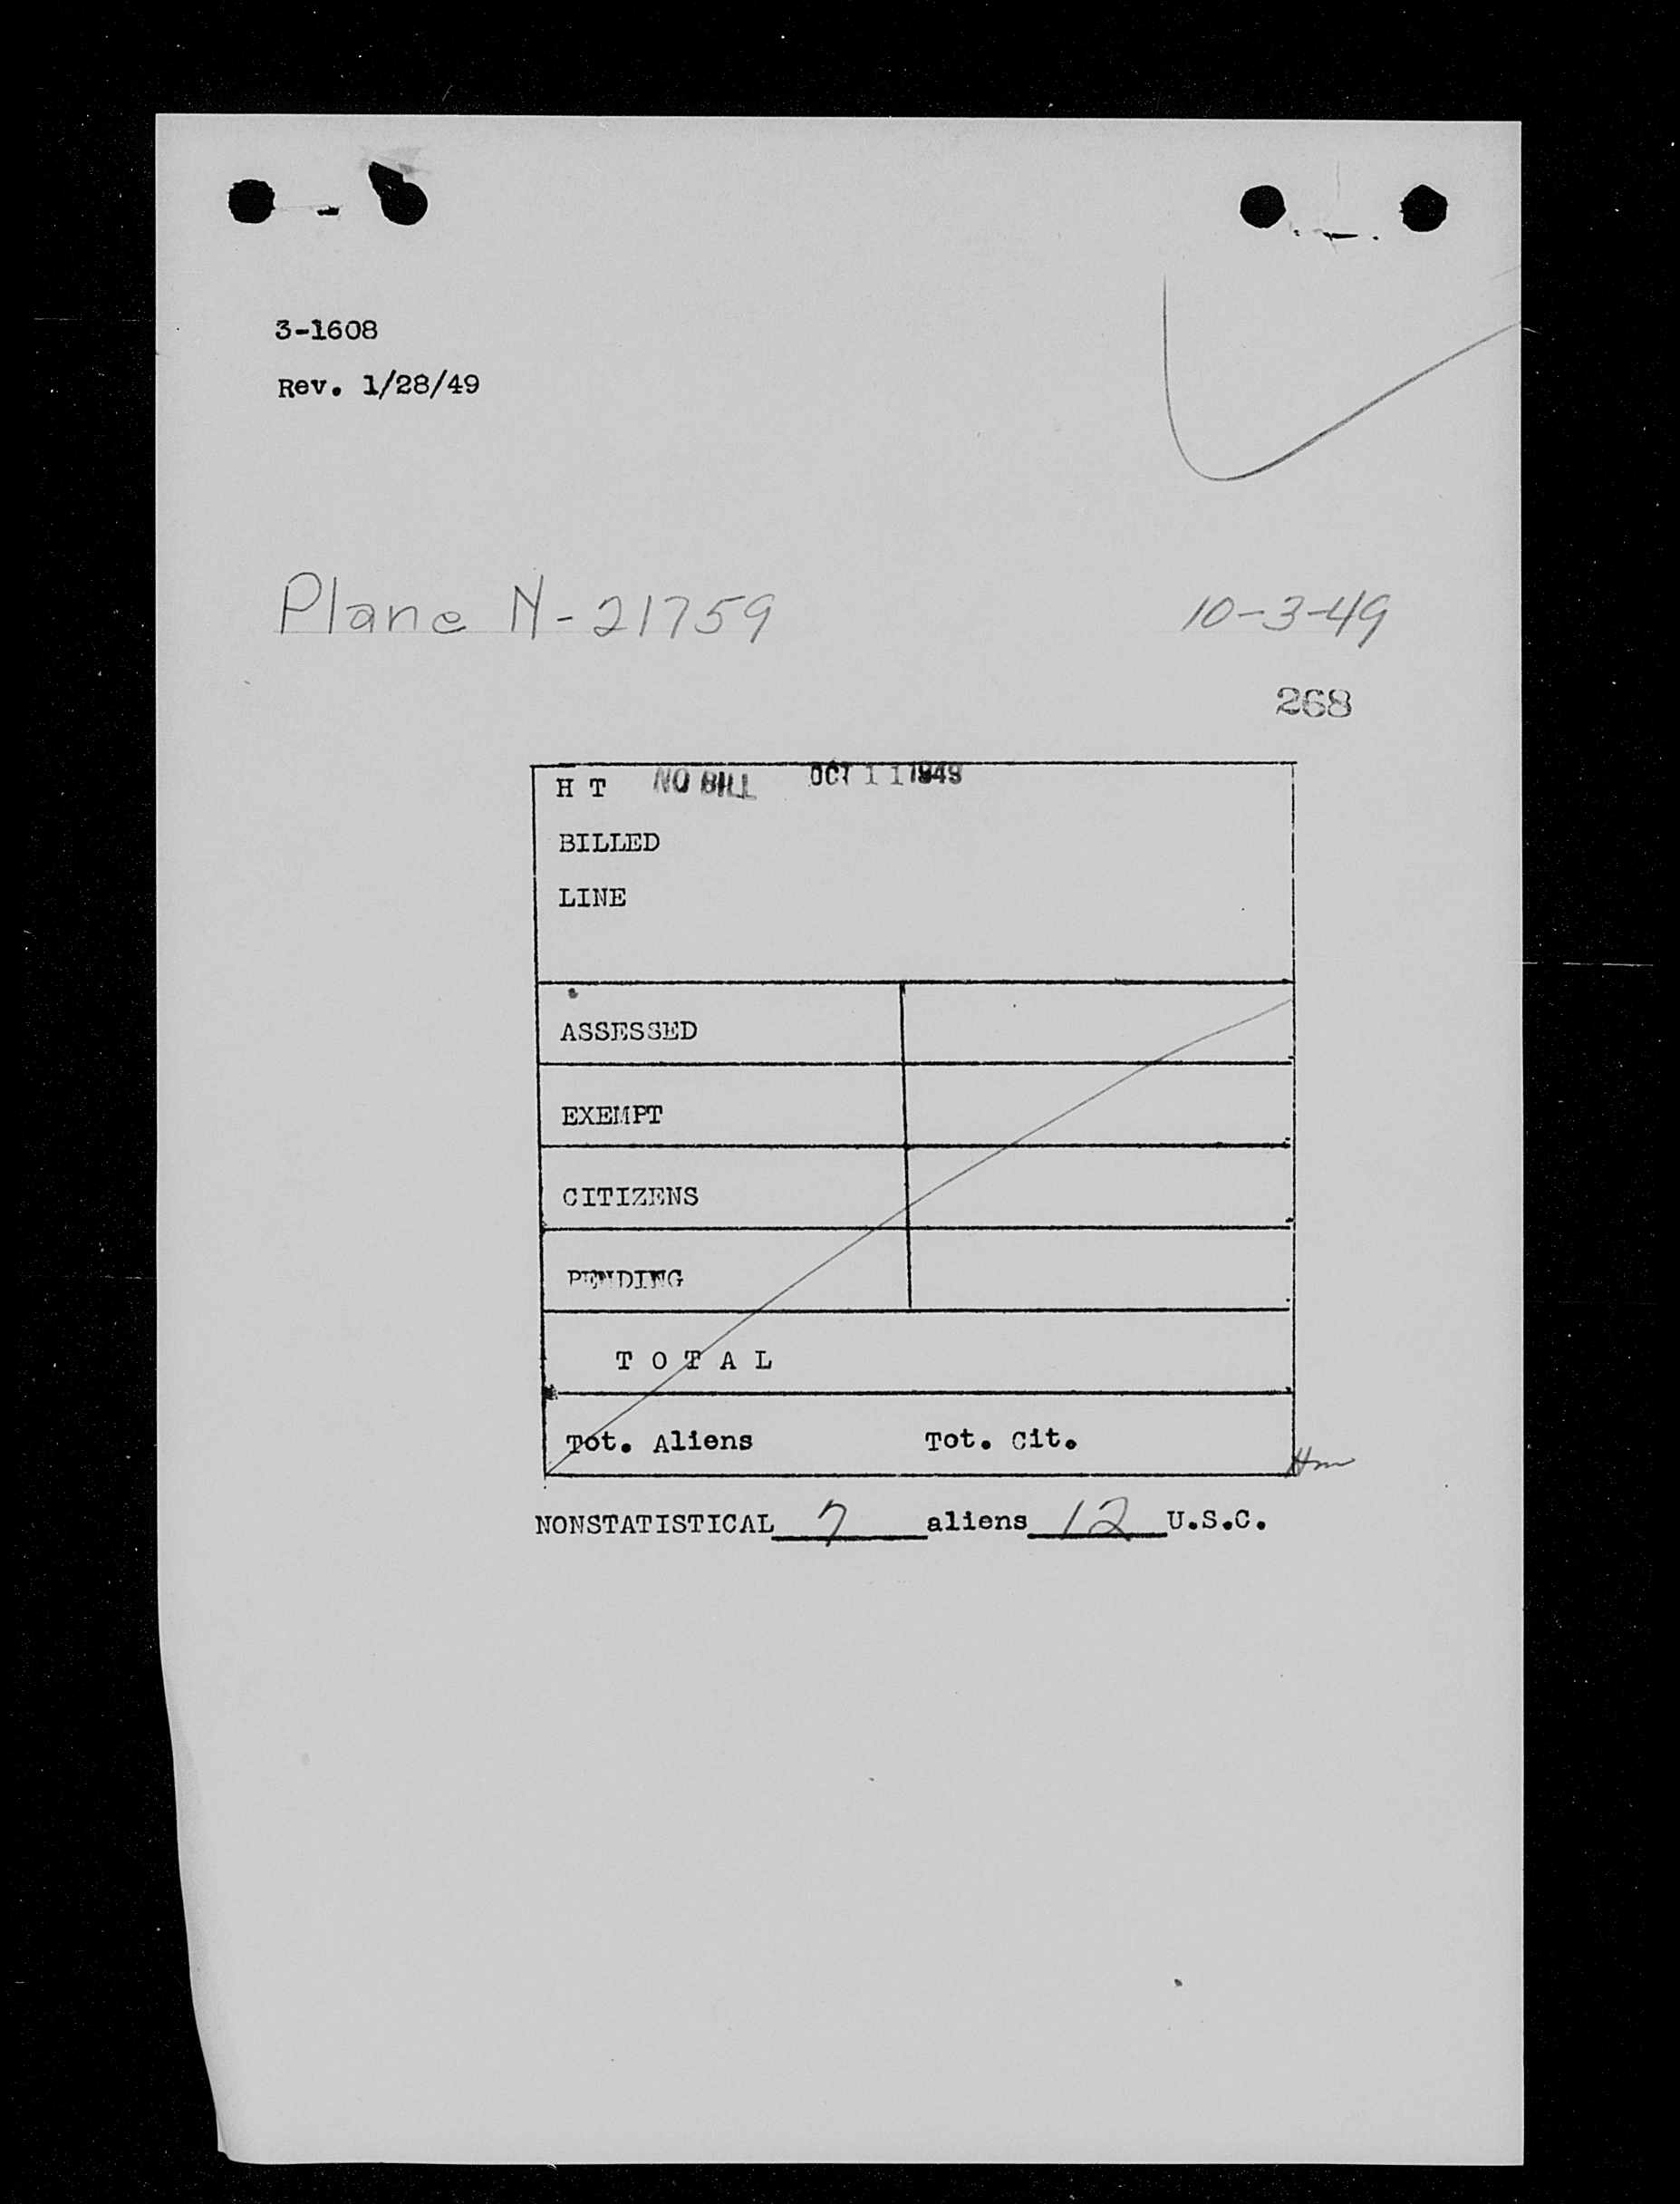 3-1608
Rev. 1/28/49
Plane N-21759 10-3-49
268
H T NO BILL OCT 11 1949
BILLED
LINE
ASSESSED
EXEMPT
CITIZENS
PENDING
T O T A L
Tot. Aliens Tot. Cit.
NONSTATISTICAL 7 aliens 12 U.S.C.